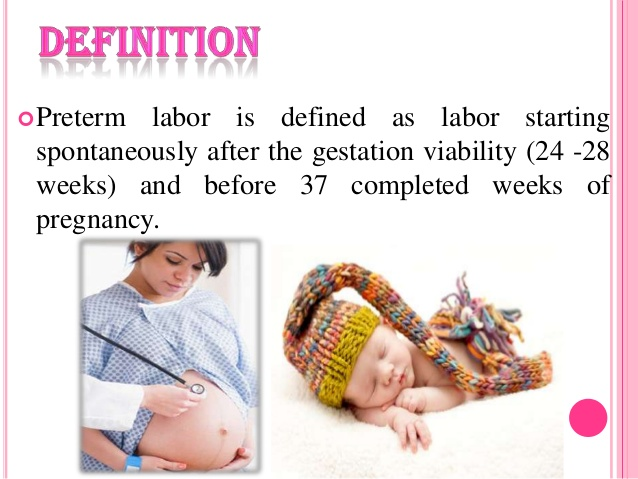 DEFINITION
Preterm labor is defined as labor starting
spontaneously after the gestation viability (24 -28
weeks) and before 37 completed weeks of
pregnancy.